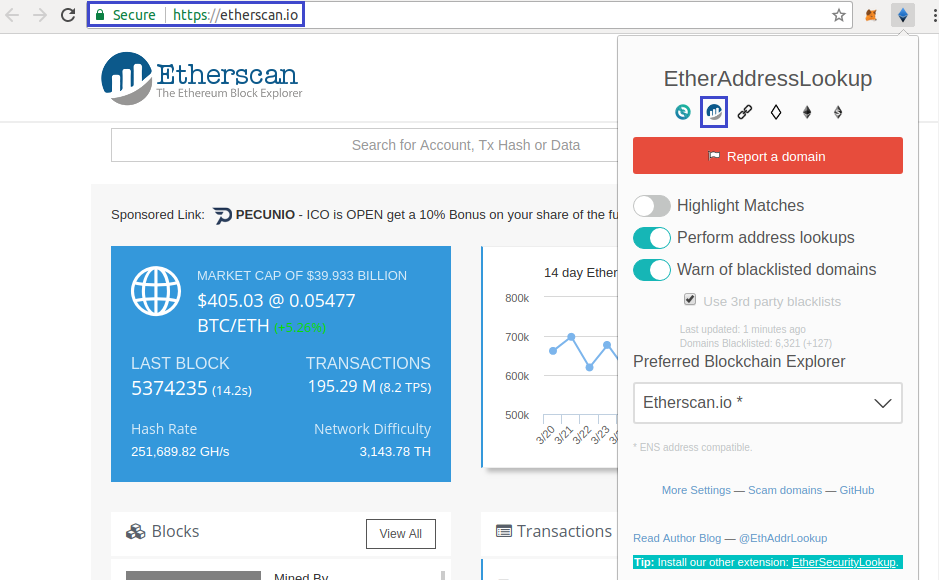 Secure https://etherscan.io
Etherscan
The Ethereum Block Explorer
Search for Account, Tx Hash or Data
Sponsored Link: PECUNIO - ICO is OPEN get a 10% Bonus on your share of the fu
MARKET CAP OF $39.933 BILLION
$405.03 @ 0.05477
BTC/ETH
LAST BLOCK
5374235 (14.2s)
TRANSACTIONS
195.29 M (8.2 TPS)
Hash Rate
251,689.82 GH/s
Network Difficulty
3,143.78 TH
14 day Ether
800k
700k
600k
500k
3/20
3/21
3/22
3/23
Blocks
View All
Transactions
Mined By
EtherAddressLookup
Report a domain
Highlight Matches
Perform address lookups
Warn of blacklisted domains
Use 3rd party blacklists
Last updated: 1 minutes ago
Domains Blacklisted: 6,321 (+127)
Preferred Blockchain Explorer
Etherscan.io *
* ENS address compatible.
More Settings — Scam domains — GitHub
Read Author Blog — @EthAddrLookup
Tip: Install our other extension: EtherSecurityLookup.